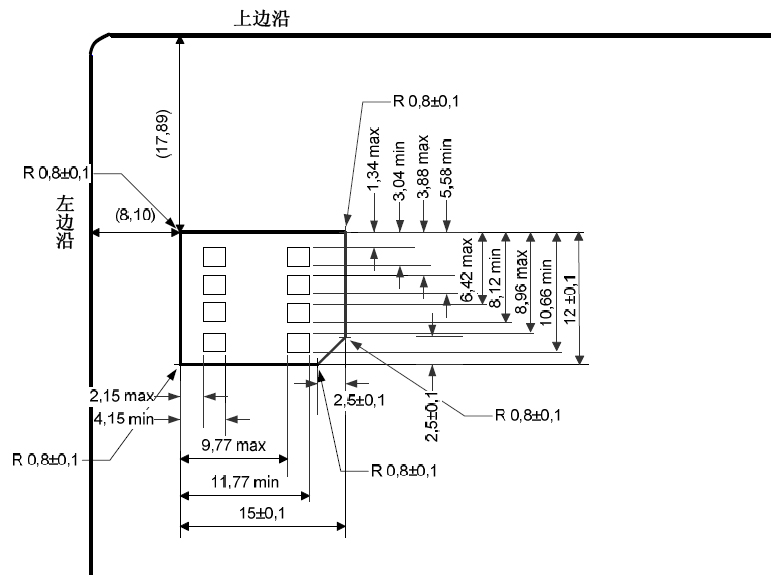 上边沿
R 0,8±0,1
(17,89)
1,34 max
3,04 min
3,88 max
5,58 min
R 0,8±0,1
左边沿
(8,10)
6,42 max
8,12 min
8,96 max
10,66 min
12 ±0,1
2,15 max
2,5±0,1
2,5±0,1
R 0,8±0,1
4,15 min
9,77 max
R 0,8±0,1
R 0,8±0,1
11,77 min
15±0,1